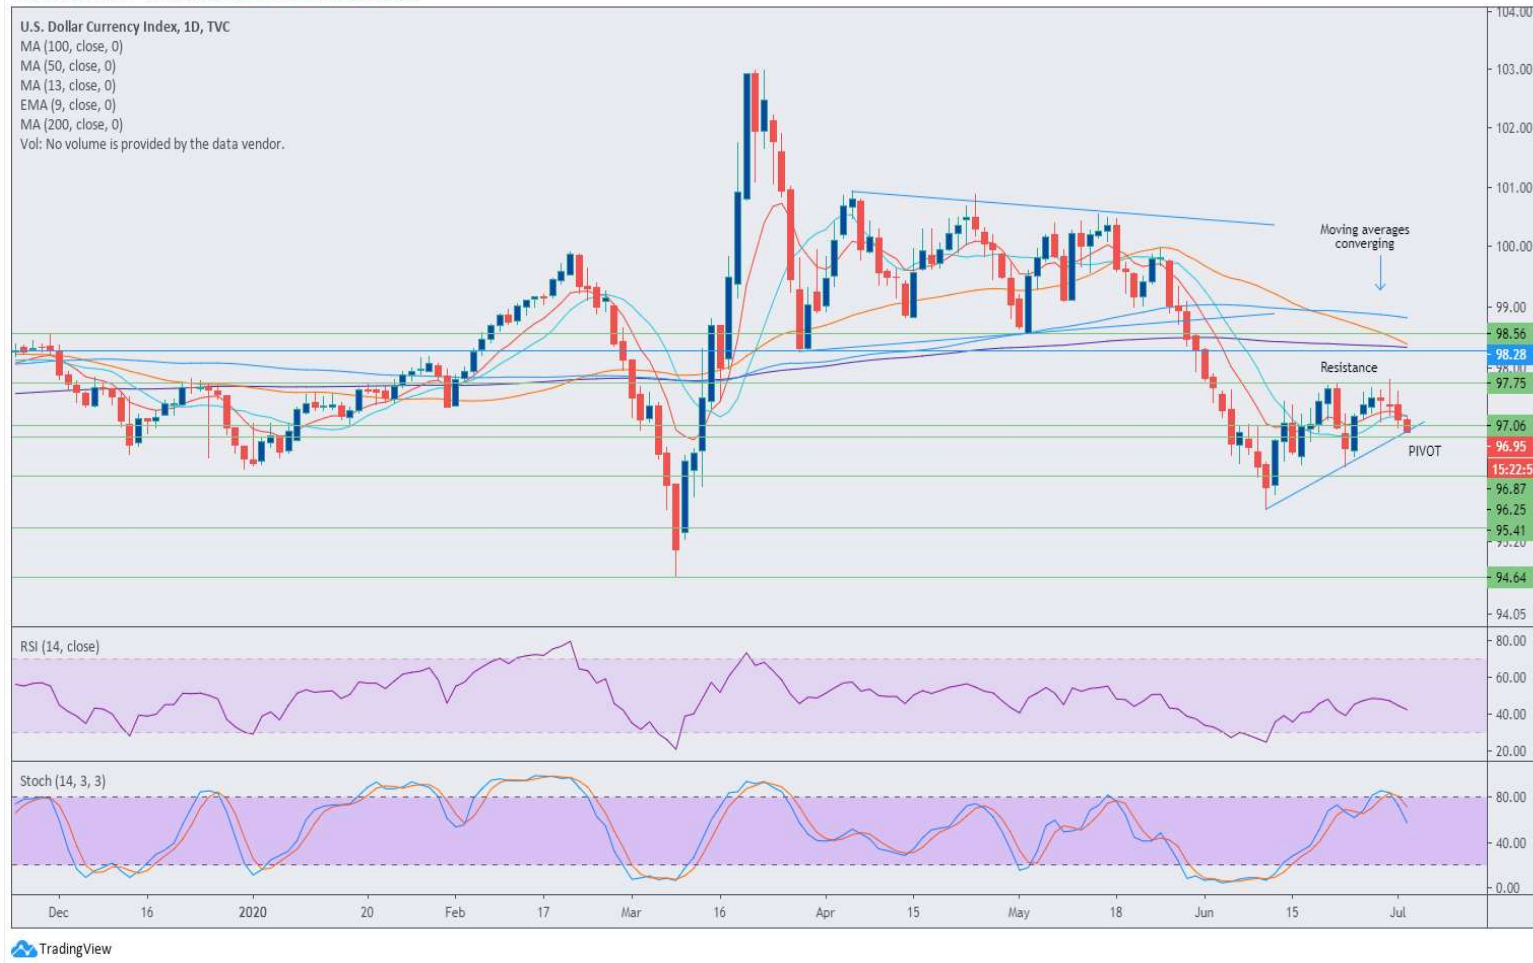 U.S. Dollar Currency Index, 1D, TVC
MA (100, close, 0)
MA (50, close, 0)
MA (13, close, 0)
EMA (9, close, 0)
MA (200, close, 0)
Vol: No volume is provided by the data vendor.
104.00
103.00
102.00
101.00
100.00
99.00
98.56
98.28
98.00
97.75
97.06
96.95
15:22:5
96.87
96.25
95.41
94.64
94.05
Moving averages
converging
Resistance
PIVOT
RSI (14, close)
80.00
60.00
40.00
20.00
Stoch (14, 3, 3)
80.00
40.00
0.00
Dec
16
2020
20
Feb
17
Mar
16
Apr
15
May
18
Jun
15
Jul
TradingView